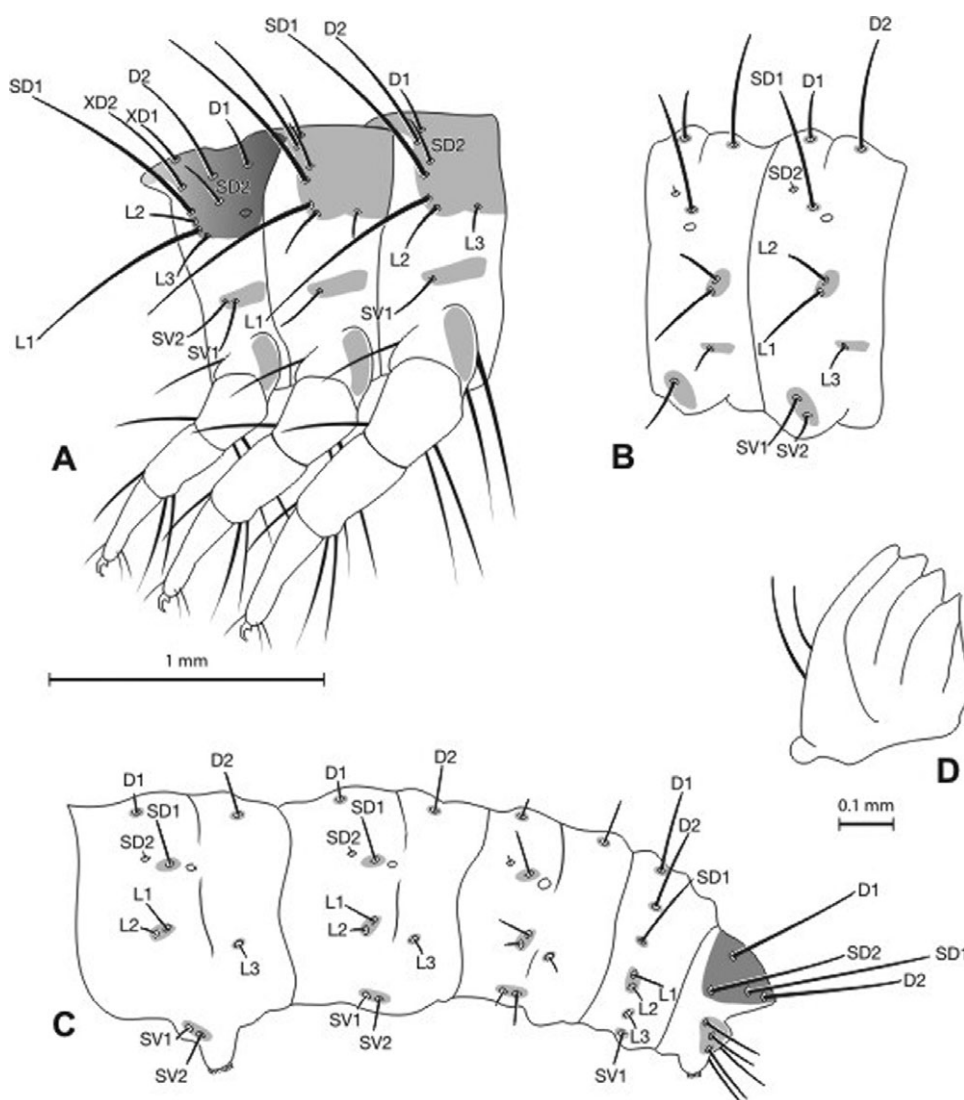 SD1 D2
D2
SD1 D1
D2
XD2 SD1 D1
XD1 D1
SD2 SD2
SD2
L2
L2
L3
L3 L2
L1 L1 SV1 L1
SV2 L3
SV1
A B SV1 SV2
1 mm
D
D1 D2 D1 D2 D1
0.1 mm
SD1 SD1 D2
SD2 SD2 SD1
D1
L1 L1 SD2 SD1
L2 L2 D2
L3 L3 L1
L2
C SV1 L3
SV1 SV2 SV1
SV2